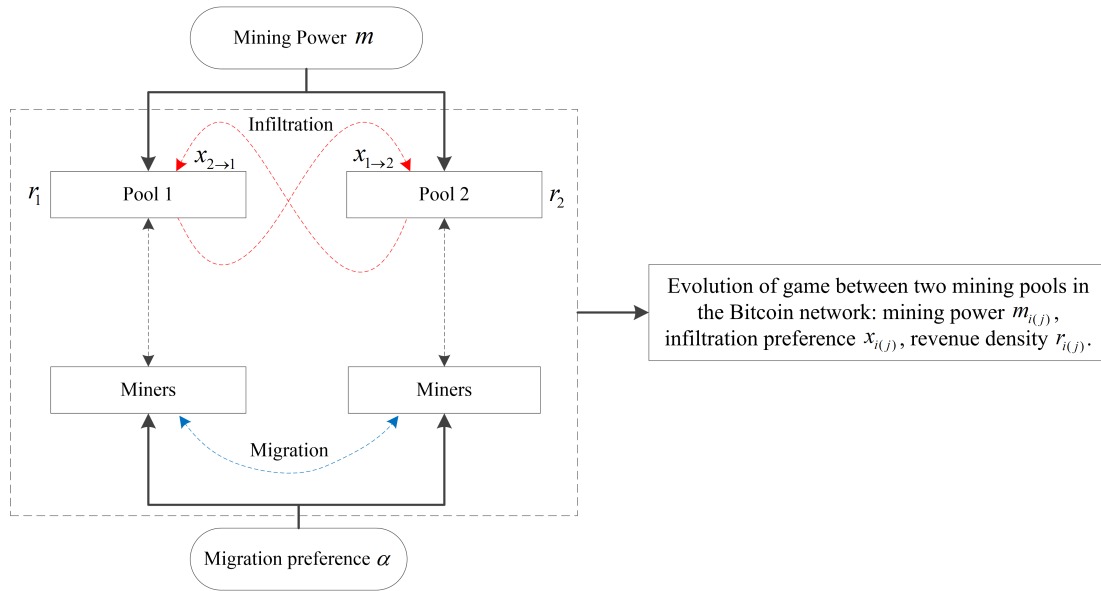 Mining Power m
Infiltration
x2→1
x1→2
r1
Pool 1
Pool 2
r2
Evolution of game between two mining pools in
the Bitcoin network: mining power mi(j),
infiltration preference xi(j), revenue density ri(j).
Miners
Miners
Migration
Migration preference α